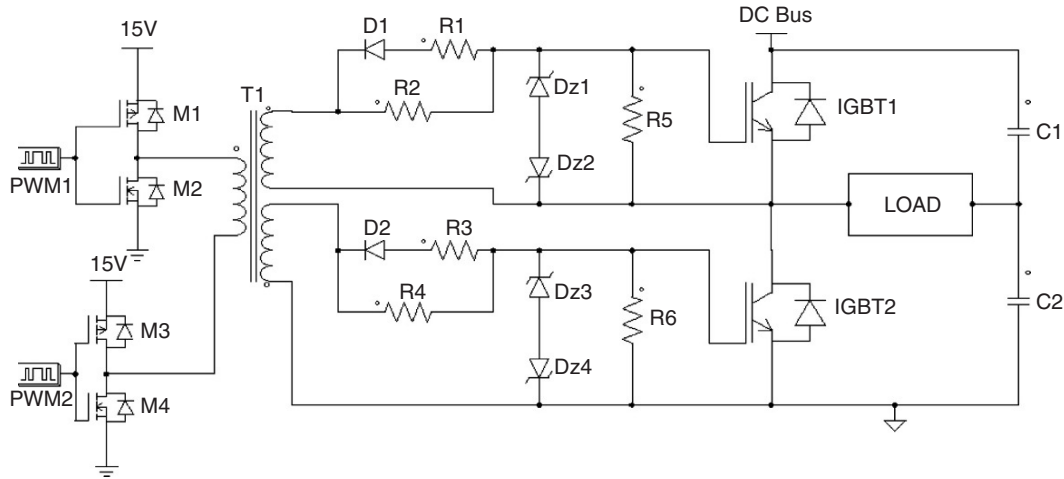 15V
DC Bus
D1
R1
M1
T1
R2
Dz1
IGBT1
R5
C1
PWM1
M2
Dz2
LOAD
15V
D2
R3
M3
R4
Dz3
IGBT2
C2
R6
PWM2
M4
Dz4